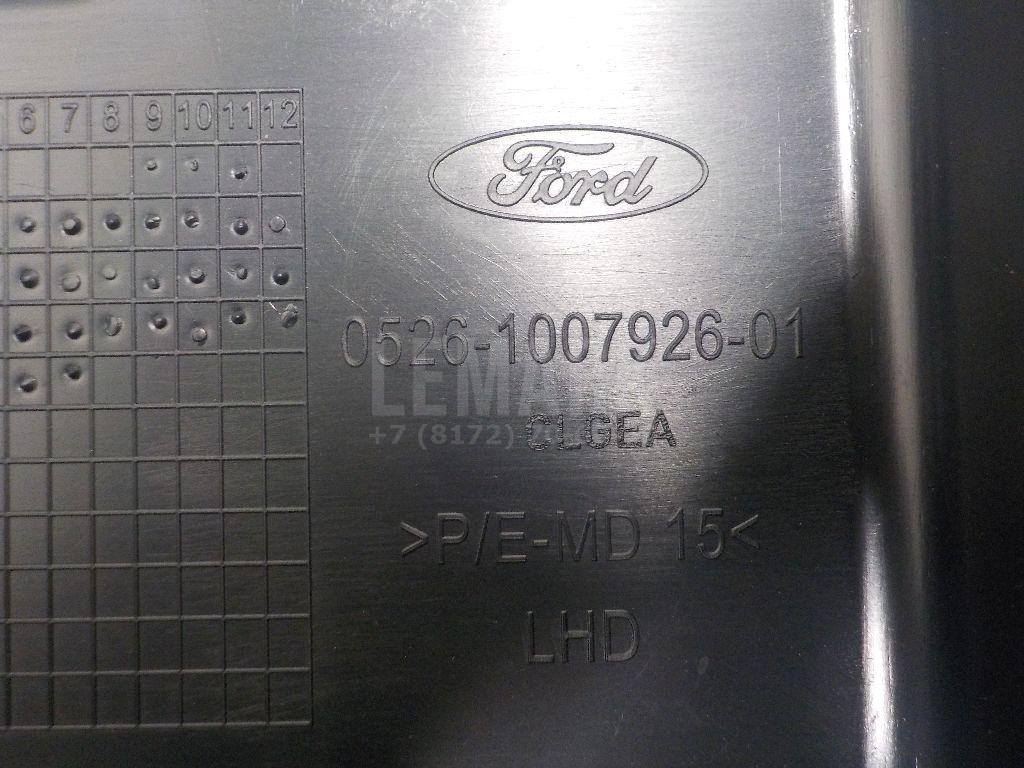 6 7 8 9 10 11 12
Ford
0526-1007926-01
CLGEA
>P/E-MD 15<
LHD
+7 (8172)